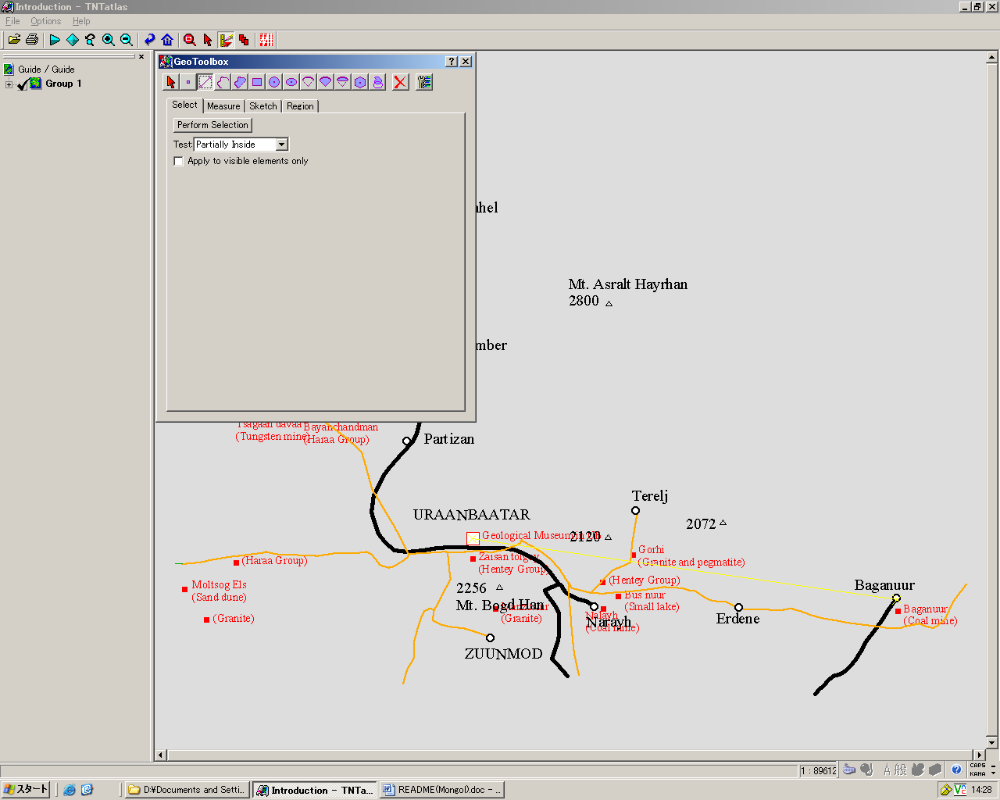 Introduction - TNTatlas
File Options Help
Guide / Guide
Group 1
GeoToolbox
Select Measure Sketch Region
Perform Selection
Test: Partially Inside
Apply to visible elements only
hel
Mt. Asralt Hayrhan
2800
mber
Tsagaan davaa
(Tungsten mine)
Bayanchandman
(Haraa Group)
Partizan
Terelj
URAANBAATAR
2072
Geological Museum in UB
2120
Gorhi
(Granite and pegmatite)
(Haraa Group)
Zaisan tolgoy
(Hentey Group)
(Hentey Group)
Moltsog Els
(Sand dune)
2256
Mt. Bogd Han
(Granite)
Bus nuur
(Small lake)
Baganuur
Baganuur
(Coal mine)
(Granite)
Nalayh
(Coal mine)
Narayh
Erdene
ZUUNMOD
1 : 89612
A 般
CAPS
KANA
スタート
D:¥Documents and Setti...
Introduction - TNTa...
README(Mongol).doc - ...
14:28